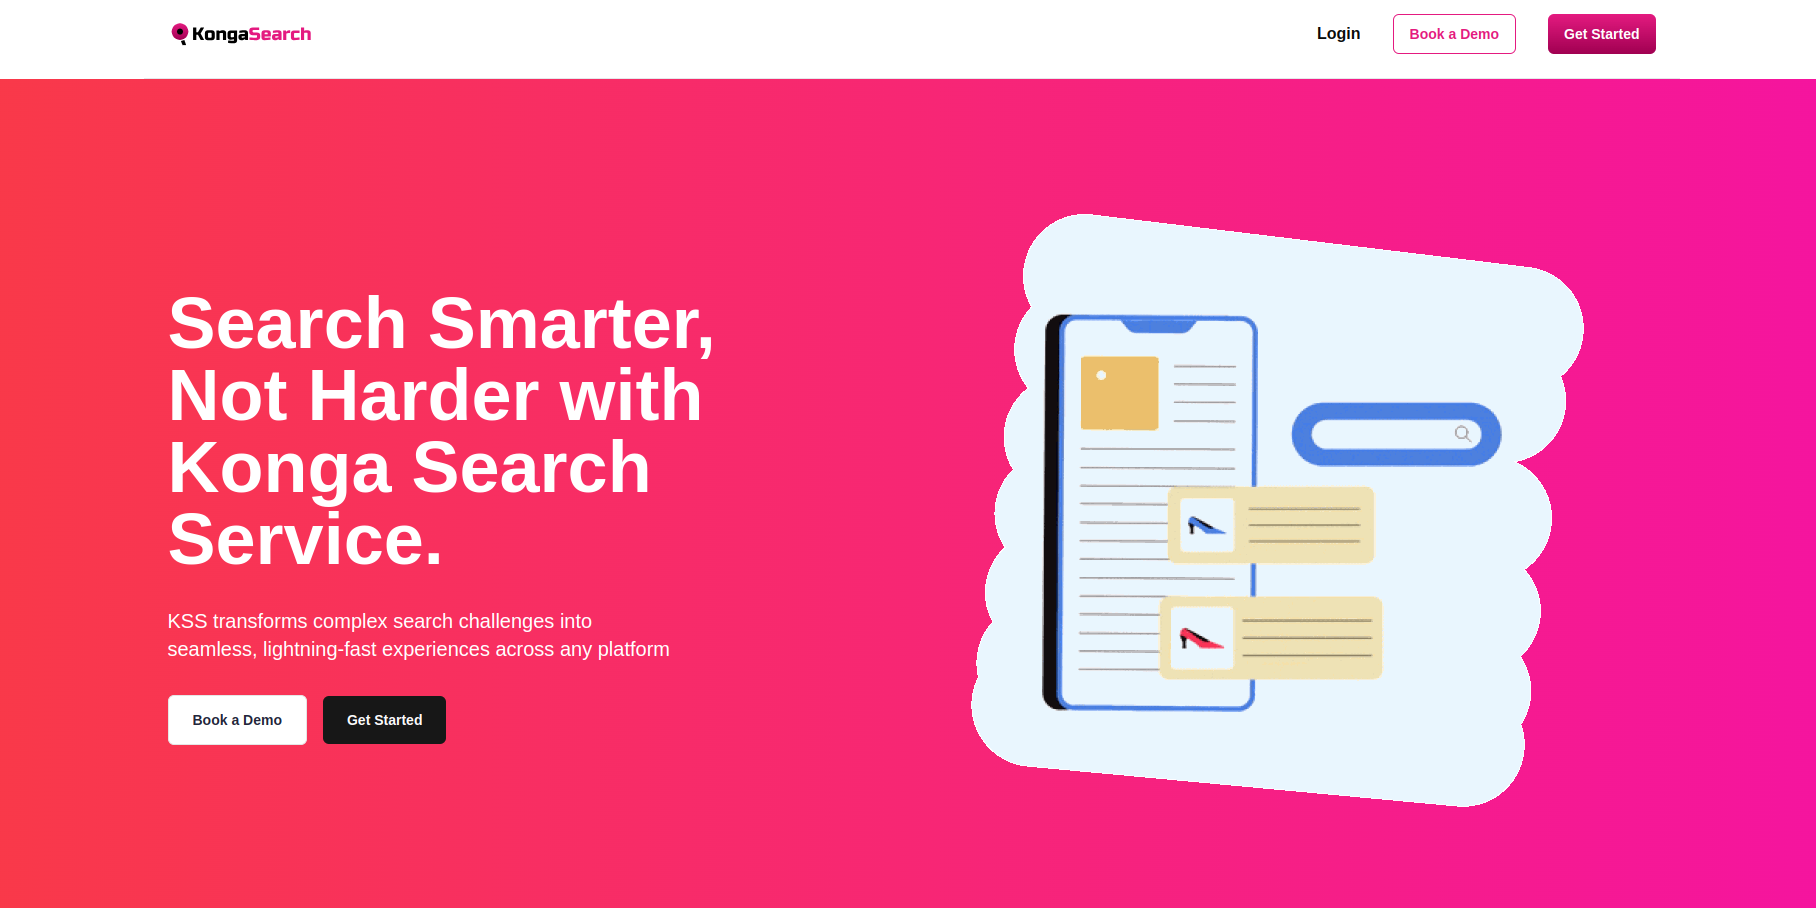 KongaSearch
Login
Book a Demo
Get Started
Search Smarter,
Not Harder with
Konga Search
Service.
KSS transforms complex search challenges into
seamless, lightning-fast experiences across any platform
Book a Demo
Get Started